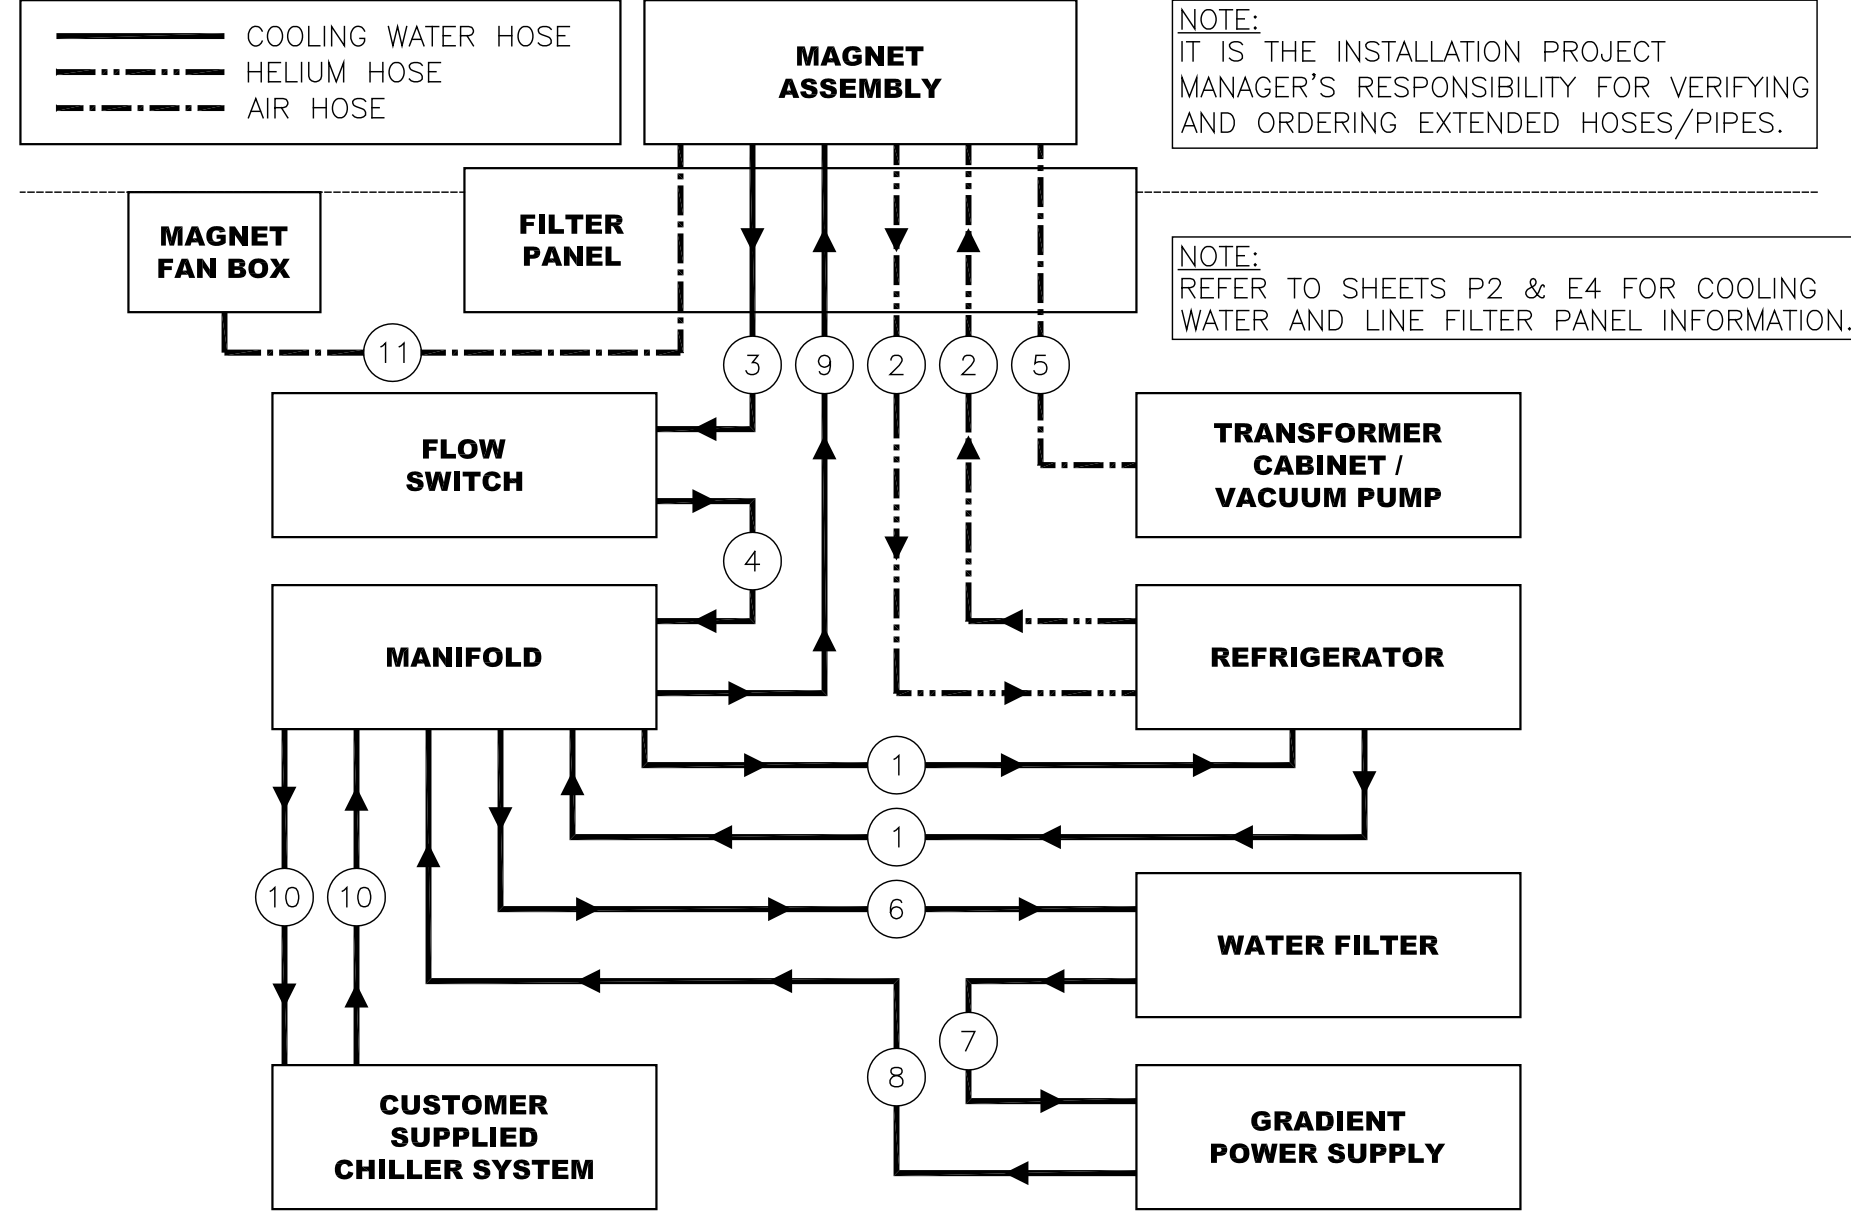 COOLING WATER HOSE
HELIUM HOSE
AIR HOSE
MAGNET
ASSEMBLY
NOTE:
IT IS THE INSTALLATION PROJECT
MANAGER'S RESPONSIBILITY FOR VERIFYING
AND ORDERING EXTENDED HOSES/PIPES.
MAGNET
FAN BOX
FILTER
PANEL
NOTE:
REFER TO SHEETS P2 & E4 FOR COOLING
WATER AND LINE FILTER PANEL INFORMATION.
11
3
9
2
2
5
FLOW
SWITCH
TRANSFORMER
CABINET /
VACUUM PUMP
4
MANIFOLD
REFRIGERATOR
1
1
10
10
6
WATER FILTER
7
8
CUSTOMER
SUPPLIED
CHILLER SYSTEM
GRADIENT
POWER SUPPLY